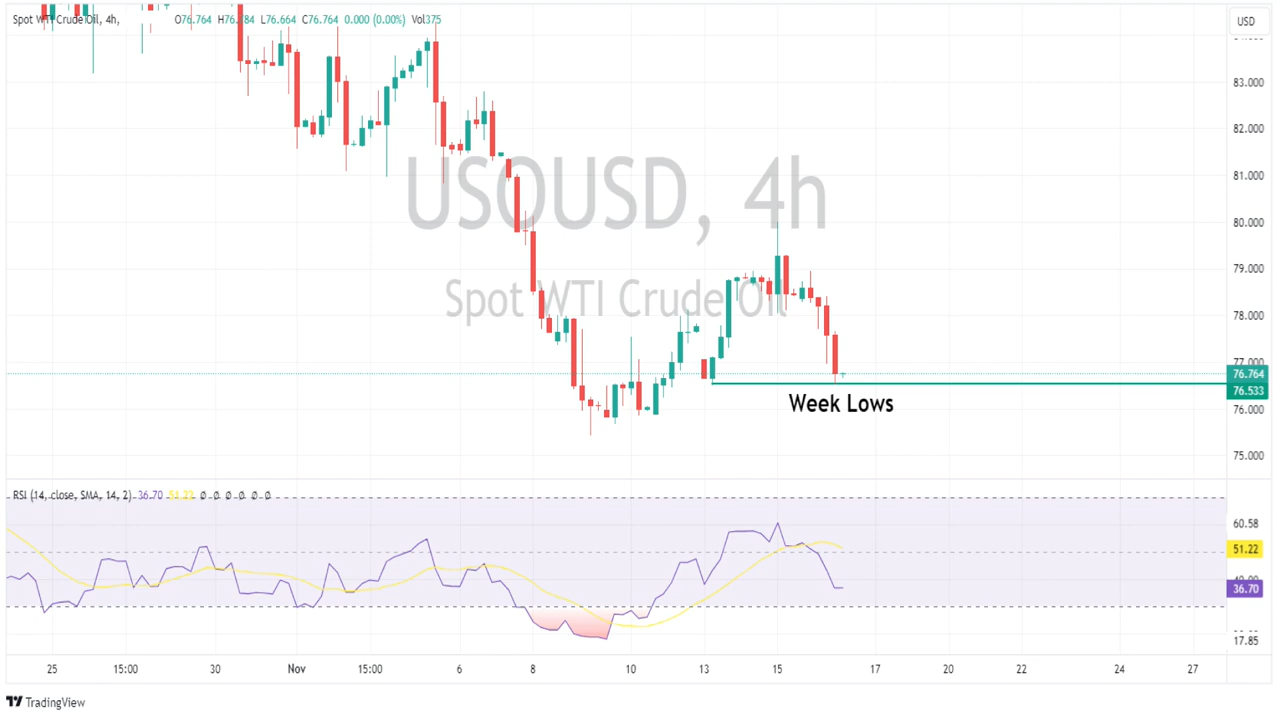 Spot WTI Crude Oil, 4h, O76.764 H76.784 L76.664 C76.764 0.000 (0.00%) Vol375
USD
83.000
82.000
81.000
USOUSD, 4h
80.000
79.000
Spot WTI Crude Oil
78.000
77.000
76.764
76.533
Week Lows
76.000
75.000
RSI (14, close, SMA, 14, 2) 36.70 51.22 Ø Ø Ø Ø Ø Ø
60.58
51.22
40.00
36.70
17.85
25 15:00 30 Nov 15:00 6 8 10 13 15 17 20 22 24 27
TradingView